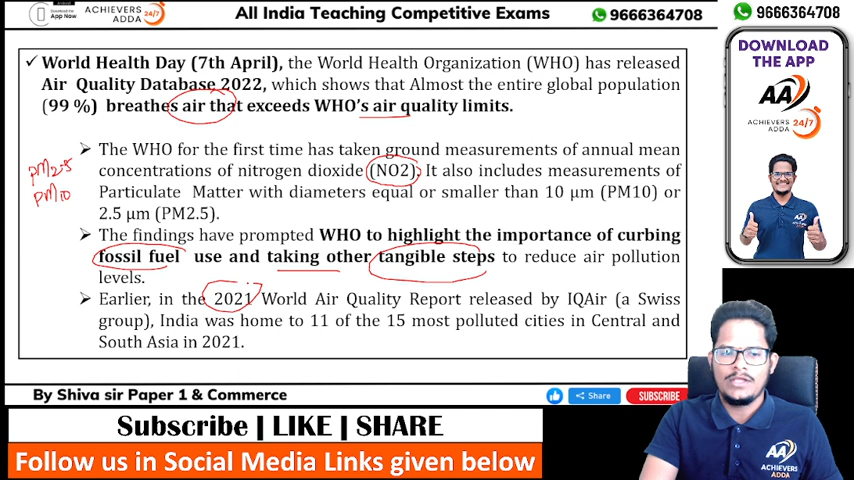 Download the
App Now
ACHIEVERS
ADDA 24/7
All India Teaching Competitive Exams
9666364708
9666364708
✓ World Health Day (7th April), the World Health Organization (WHO) has released
Air Quality Database 2022, which shows that Almost the entire global population
(99 %) breathes air that exceeds WHO's air quality limits.
➢ The WHO for the first time has taken ground measurements of annual mean
concentrations of nitrogen dioxide (NO2). It also includes measurements of
Particulate Matter with diameters equal or smaller than 10 μm (PM10) or
2.5 μm (PM2.5).
PM2.5
PM10
➢ The findings have prompted WHO to highlight the importance of curbing
fossil fuel use and taking other tangible steps to reduce air pollution
levels.
➢ Earlier, in the 2021 World Air Quality Report released by IQAir (a Swiss
group), India was home to 11 of the 15 most polluted cities in Central and
South Asia in 2021.
DOWNLOAD
THE APP
AA
ACHIEVERS
ADDA 24/7
AA
By Shiva sir Paper 1 & Commerce
Share
SUBSCRIBE
Subscribe | LIKE | SHARE
Follow us in Social Media Links given below
AA
ACHIEVERS
ADDA